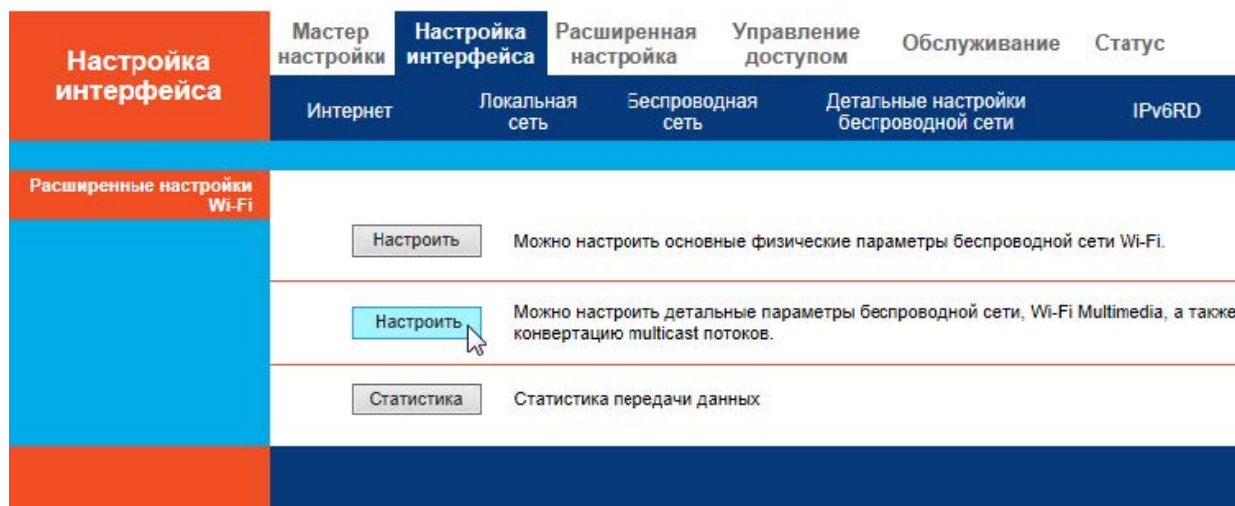 Настройка
интерфейса
Мастер
настройки
Настройка
интерфейса
Расширенная
настройка
Управление
доступом
Обслуживание
Статус
Интернет
Локальная
сеть
Беспроводная
сеть
Детальные настройки
беспроводной сети
IPv6RD
Расширенные настройки
Wi-Fi
Настроить
Можно настроить основные физические параметры беспроводной сети Wi-Fi.
Настроить
Можно настроить детальные параметры беспроводной сети, Wi-Fi Multimedia, а также
конвертацию multicast потоков.
Статистика
Статистика передачи данных